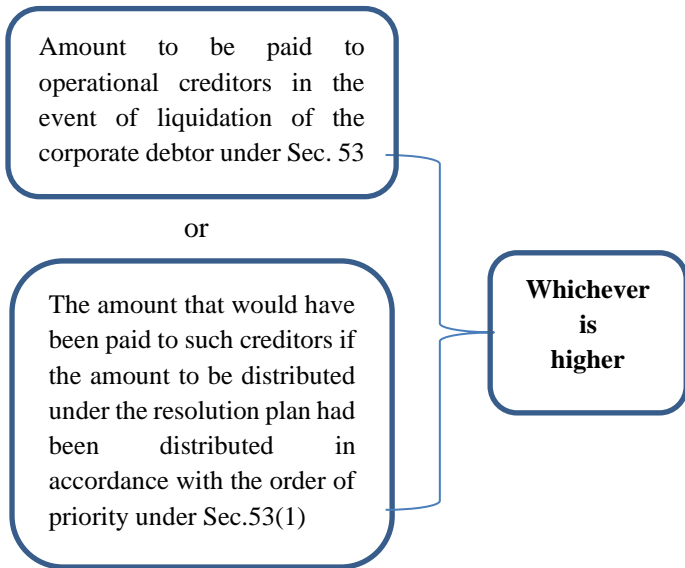 Amount to be paid to
operational creditors in the
event of liquidation of the
corporate debtor under Sec. 53
or
The amount that would have
been paid to such creditors if
the amount to be distributed
under the resolution plan had
been distributed in
accordance with the order of
priority under Sec.53(1)
Whichever
is
higher